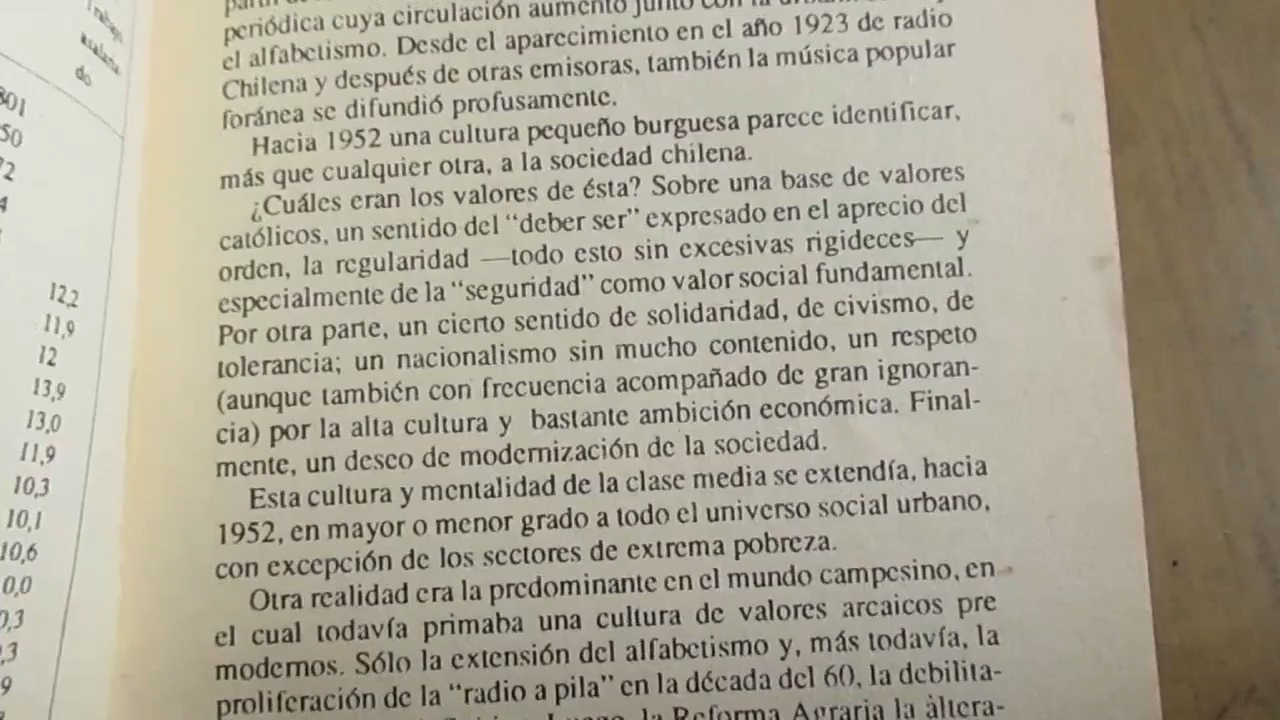 periódica cuya circulación aumentó junto con la
el alfabetismo. Desde el aparecimiento en el año 1923 de radio
Chilena y después de otras emisoras, también la música popular
foránea se difundió profusamente.
Hacia 1952 una cultura pequeño burguesa parece identificar,
más que cualquier otra, a la sociedad chilena.
¿Cuáles eran los valores de ésta? Sobre una base de valores
católicos, un sentido del “deber ser” expresado en el aprecio del
orden, la regularidad —todo esto sin excesivas rigideces— y
especialmente de la “seguridad” como valor social fundamental.
Por otra parte, un cierto sentido de solidaridad, de civismo, de
tolerancia; un nacionalismo sin mucho contenido, un respeto
(aunque también con frecuencia acompañado de gran ignoran-
cia) por la alta cultura y bastante ambición económica. Final-
mente, un deseo de modernización de la sociedad.
Esta cultura y mentalidad de la clase media se extendía, hacia
1952, en mayor o menor grado a todo el universo social urbano,
con excepción de los sectores de extrema pobreza.
Otra realidad era la predominante en el mundo campesino, en
el cual todavía primaba una cultura de valores arcaicos pre
modernos. Sólo la extensión del alfabetismo y, más todavía, la
proliferación de la “radio a pila” en la década del 60, la debilita-
la Reforma Agraria la altera-
do
12,2
11,9
12
13,9
13,0
11,9
10,3
10,1
10,6